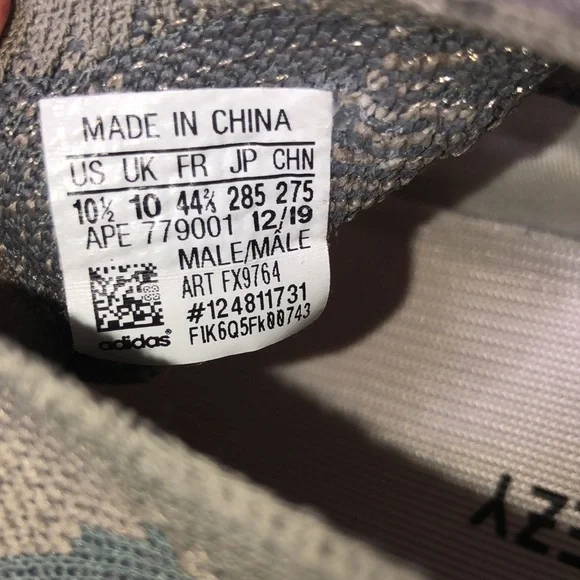 MADE IN CHINA
US UK FR JP CHN
10½ 10 44⅔ 285 275
APE 779001 12/19
MALE/MÂLE
ART FX9764
#124811731
F1K6Q5Fk00743
adidas®
EZY